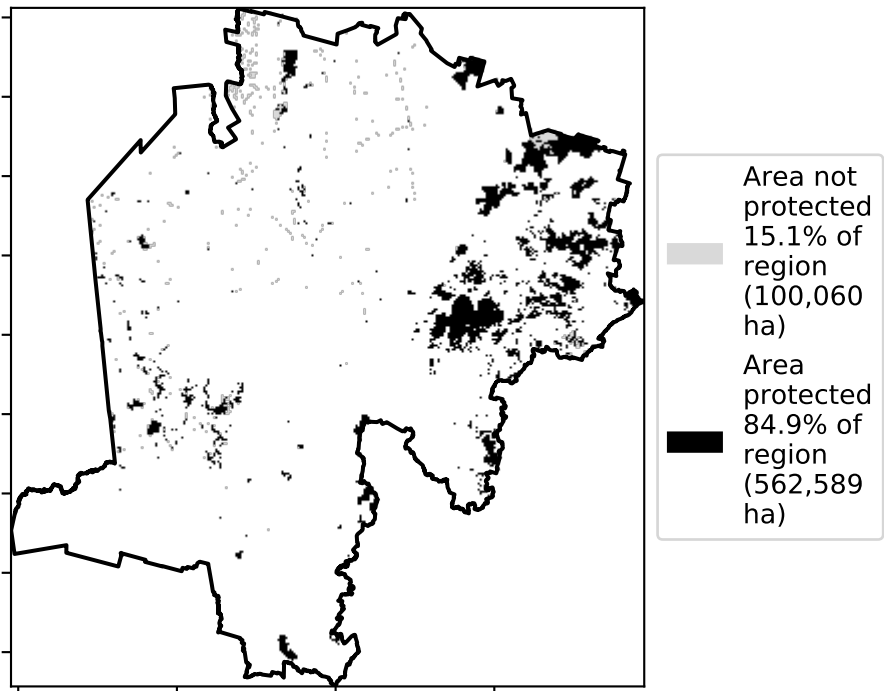 Area not
protected
15.1% of
region
(100,060
ha)
Area
protected
84.9% of
region
(562,589
ha)